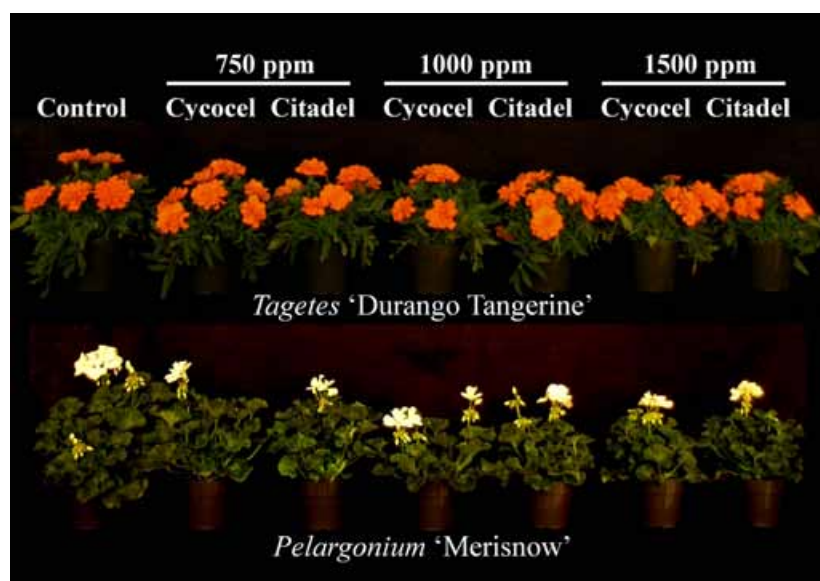 750 ppm 1000 ppm 1500 ppm
Control Cycocel Citadel Cycocel Citadel Cycocel Citadel
Tagetes ‘Durango Tangerine’
Pelargonium ‘Merisnow’